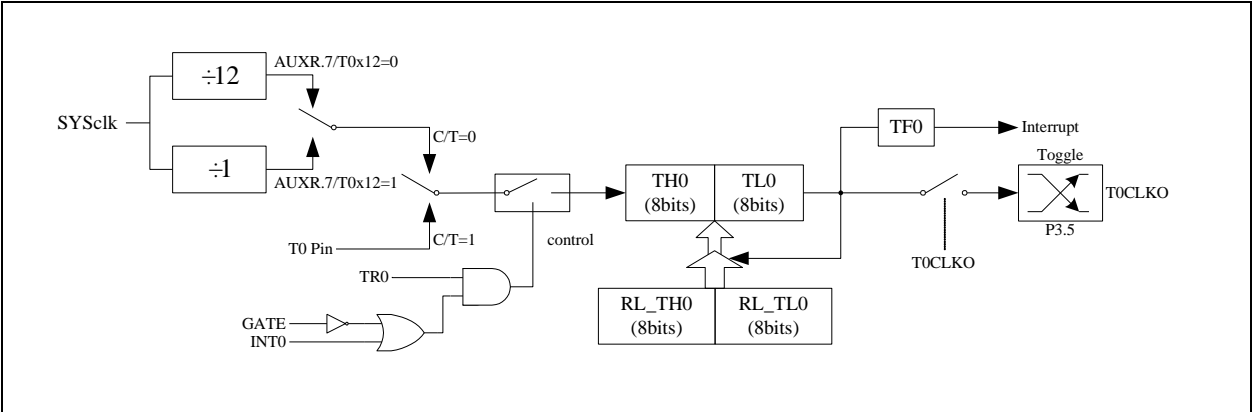 ÷12
AUXR.7/T0x12=0
SYSclk
÷1
AUXR.7/T0x12=1
C/T=0
T0 Pin
C/T=1
control
TR0
GATE
INT0
TH0
(8bits)
TL0
(8bits)
RL_TH0
(8bits)
RL_TL0
(8bits)
TF0
Interrupt
Toggle
T0CLKO
P3.5
T0CLKO